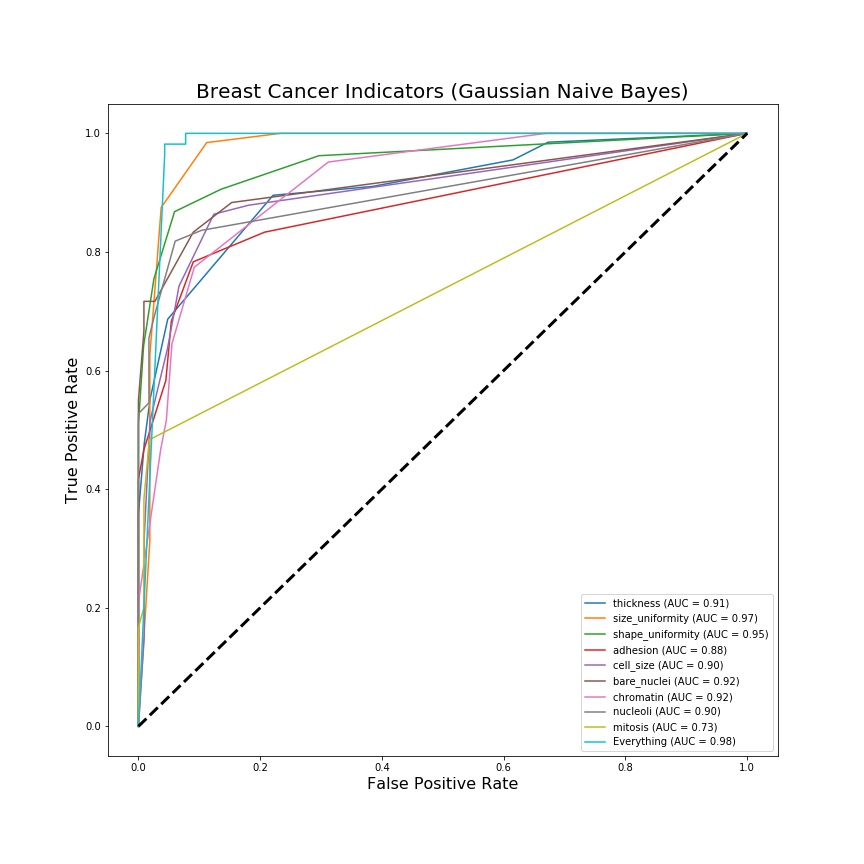 Breast Cancer Indicators (Gaussian Naive Bayes)
1.0
0.8
0.6
0.4
0.2
0.0
True Positive Rate
0.0 0.2 0.4 0.6 0.8 1.0
False Positive Rate
thickness (AUC = 0.91)
size_uniformity (AUC = 0.97)
shape_uniformity (AUC = 0.95)
adhesion (AUC = 0.88)
cell_size (AUC = 0.90)
bare_nuclei (AUC = 0.92)
chromatin (AUC = 0.92)
nucleoli (AUC = 0.90)
mitosis (AUC = 0.73)
Everything (AUC = 0.98)